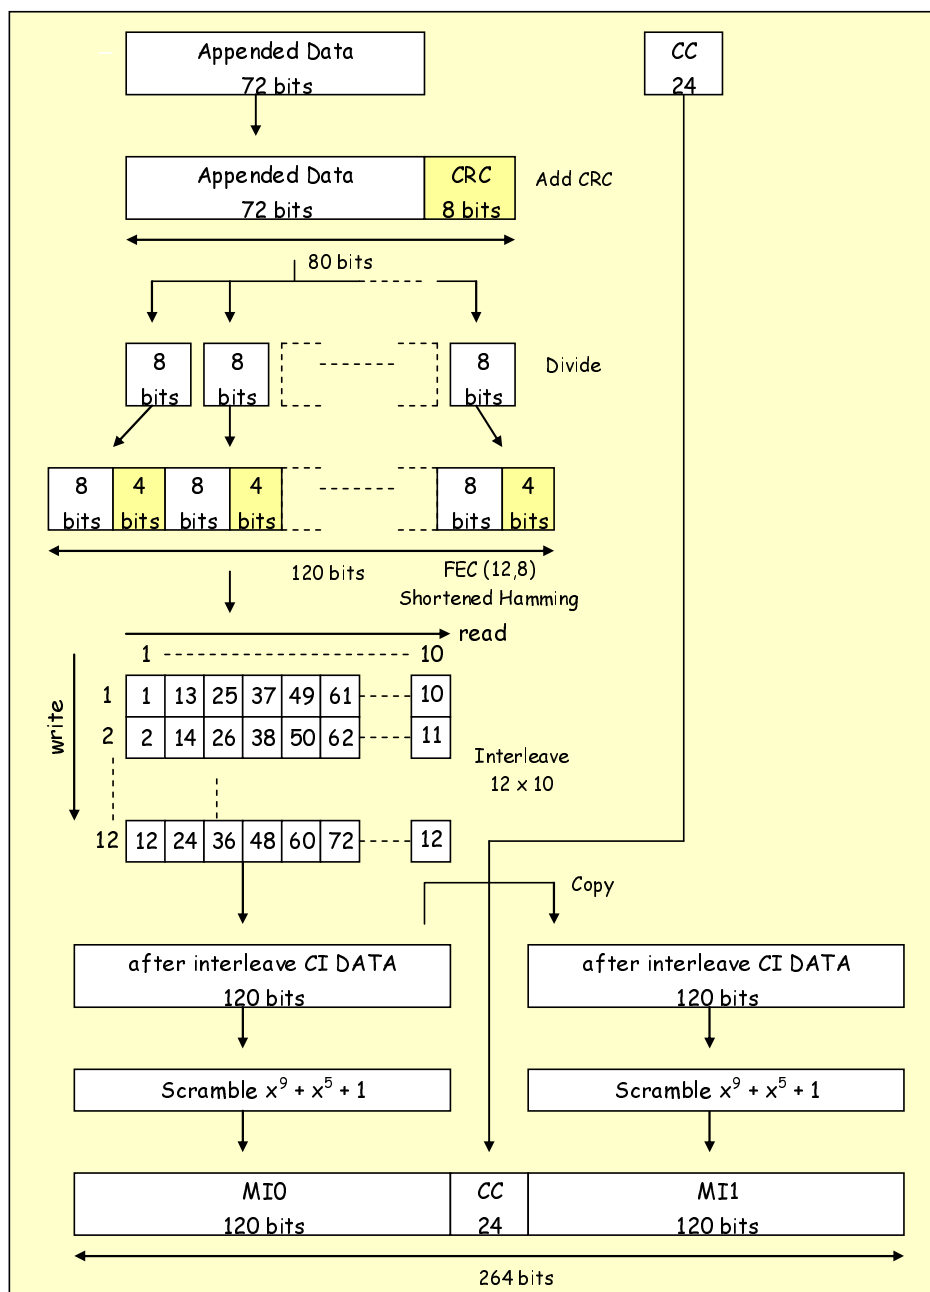 Appended Data
72 bits
CC
24
Appended Data
72 bits
CRC
8 bits
Add CRC
80 bits
8
bits
8
bits
8
bits
Divide
8
bits
4
bits
8
bits
4
bits
8
bits
4
bits
120 bits
FEC (12,8)
Shortened Hamming
read
1 10
write
1 1 13 25 37 49 61 10
2 2 14 26 38 50 62 11
Interleave
12 x 10
12 12 24 36 48 60 72 12
Copy
after interleave CI DATA
120 bits
after interleave CI DATA
120 bits
Scramble x⁹ + x⁵ + 1
Scramble x⁹ + x⁵ + 1
MI0
120 bits
CC
24
MI1
120 bits
264 bits